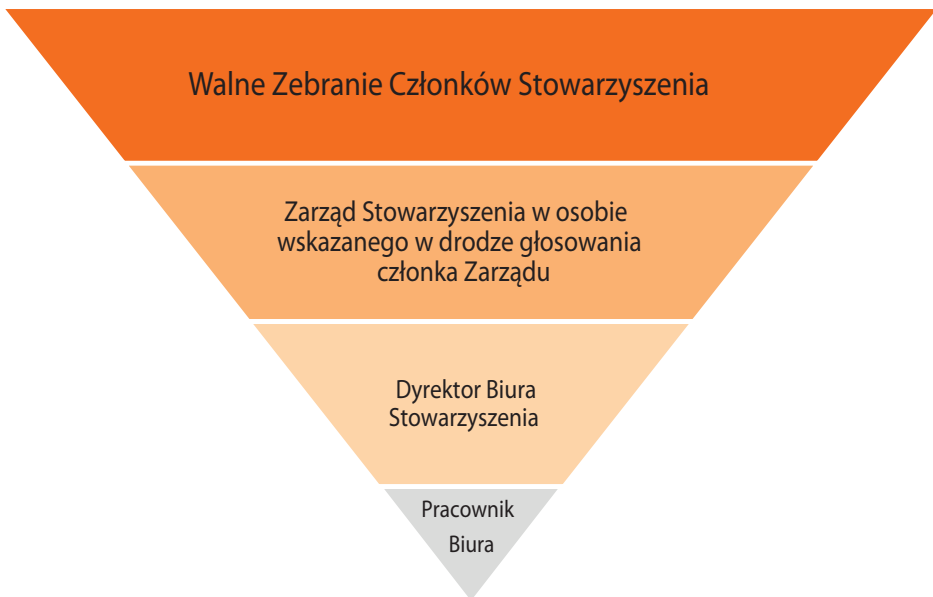 Walne Zebranie Członków Stowarzyszenia
Zarząd Stowarzyszenia w osobie
wskazanego w drodze głosowania
członka Zarządu
Dyrektor Biura
Stowarzyszenia
Pracownik
Biura